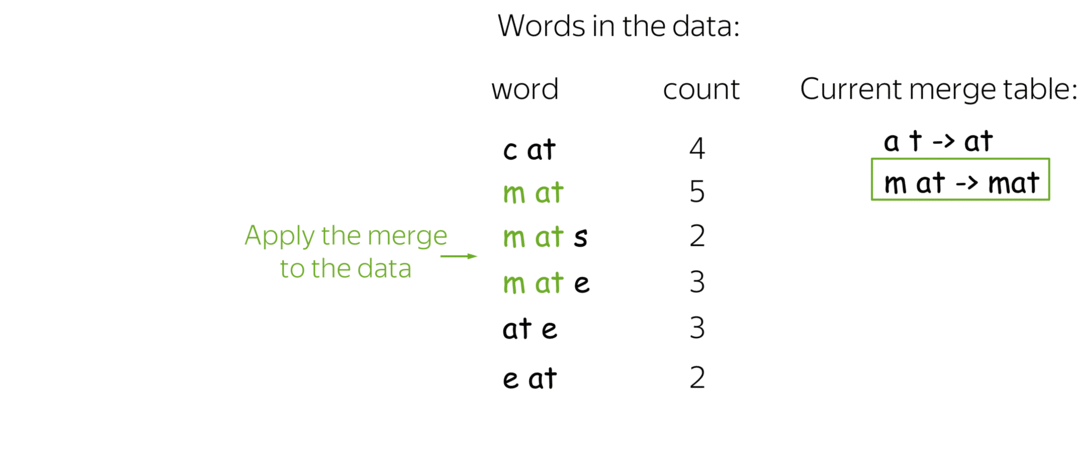 Words in the data:
word count Current merge table:
c at 4 a t -> at
m at 5 m at -> mat
Apply the merge m at s 2
to the data m at e 3
at e 3
e at 2